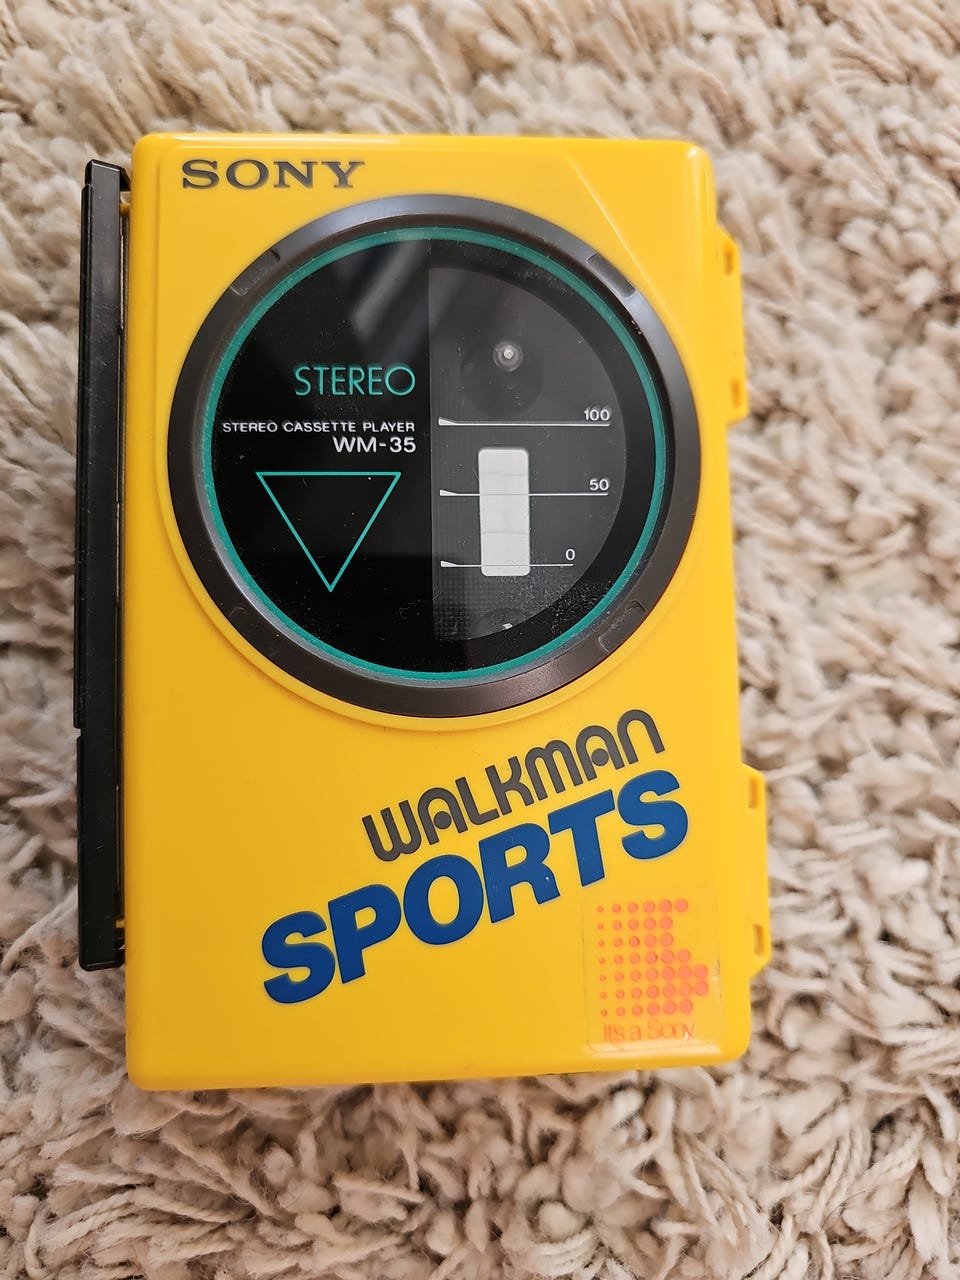 SONY
STEREO
STEREO CASSETTE PLAYER
WM-35
100
50
0
WALKMAN
SPORTS
It's a Sony